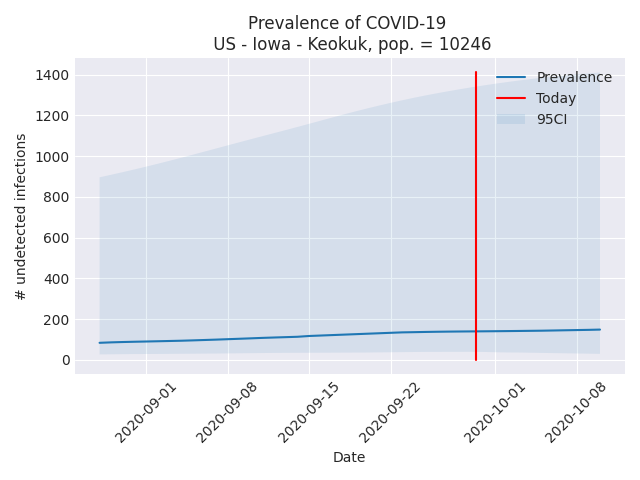 Prevalence of COVID-19
US - Iowa - Keokuk, pop. = 10246
Prevalence
Today
95CI
1400
1200
1000
800
600
400
200
0
# undetected infections
2020-09-01
2020-09-08
2020-09-15
2020-09-22
2020-10-01
2020-10-08
Date